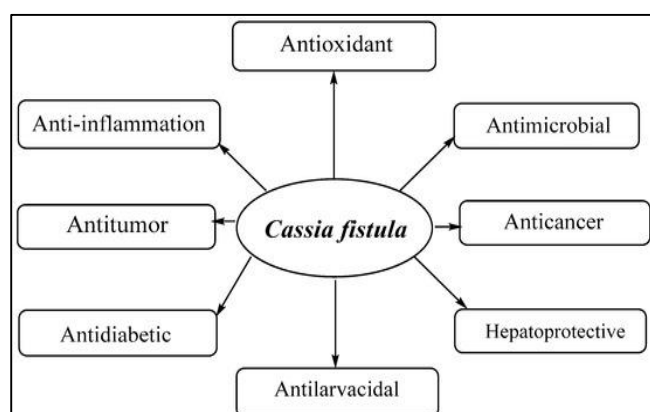 Antioxidant
Anti-inflammation
Antimicrobial
Antitumor
Cassia fistula
Anticancer
Antidiabetic
Hepatoprotective
Antilarvacidal